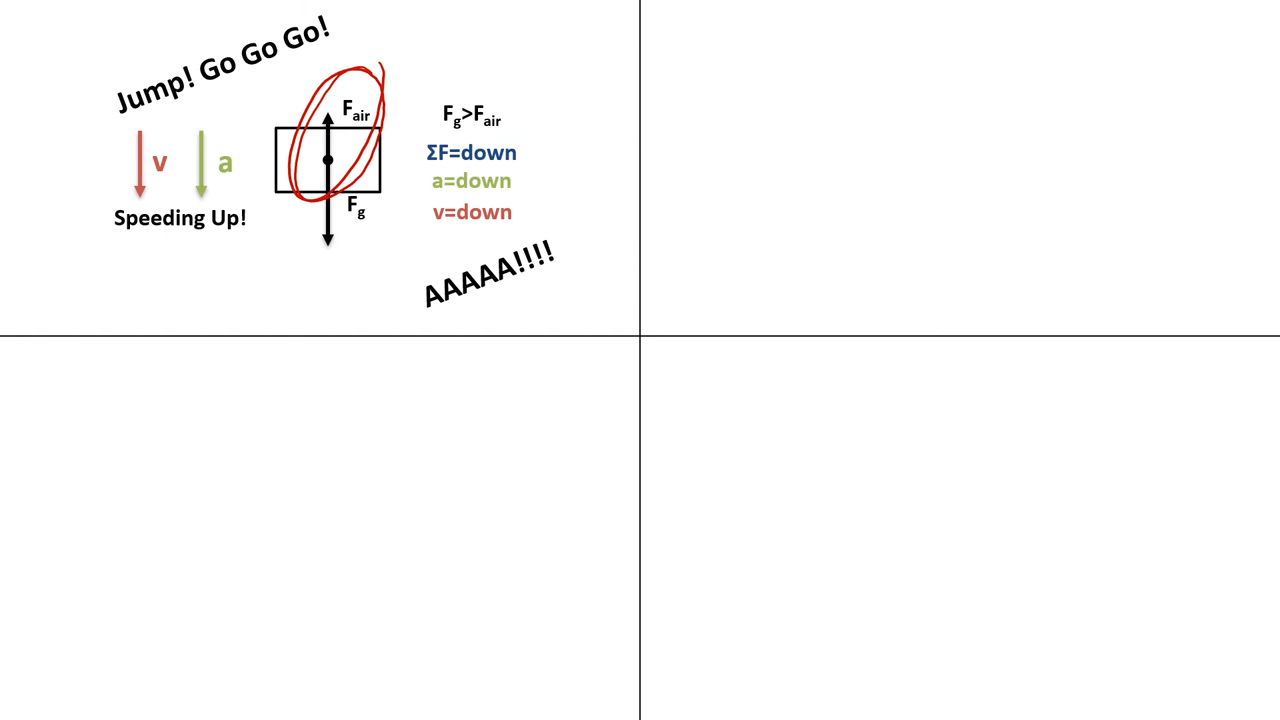 Jump! Go Go Go!
F_air
F_g>F_air
ΣF=down
v a
a=down
Speeding Up!
F_g
v=down
AAAAA!!!!